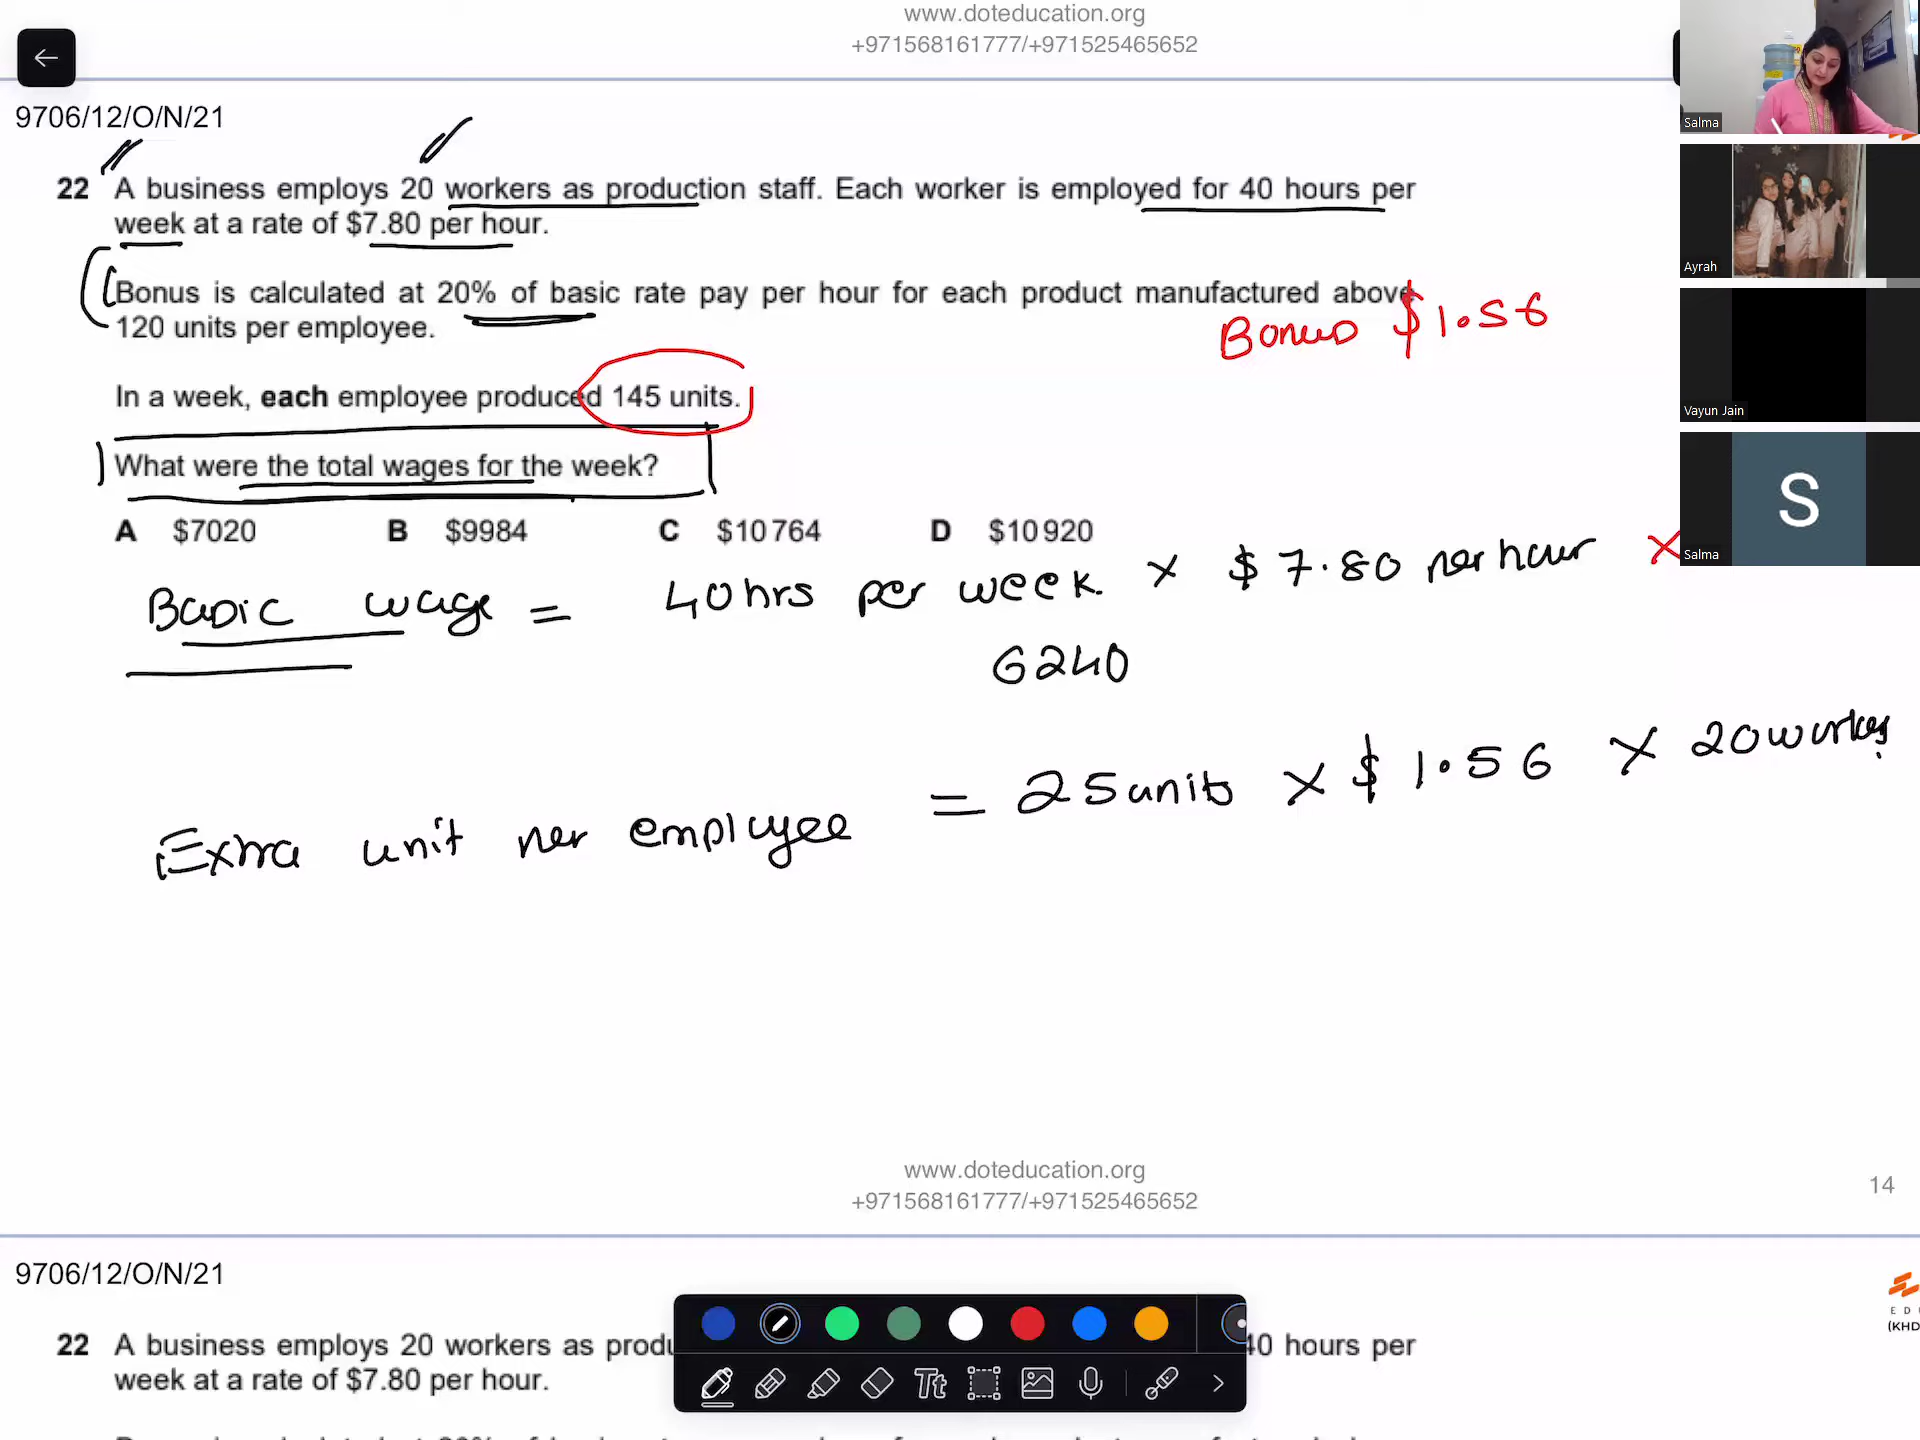 www.doteducation.org
+971568161777/+971525465652
9706/12/O/N/21
22 A business employs 20 workers as production staff. Each worker is employed for 40 hours per
week at a rate of $7.80 per hour.
Bonus is calculated at 20% of basic rate pay per hour for each product manufactured above
120 units per employee.
Bonus $1.56
In a week, each employee produced 145 units.
What were the total wages for the week?
A $7020 B $9984 C $10764 D $10920
Basic wage = 40hrs per week × $7.80 per hour ×
6240
Extra unit per employee = 25units × $1.56 × 20workers
www.doteducation.org
+971568161777/+971525465652
14
9706/12/O/N/21
22 A business employs 20 workers as 40 hours per
week at a rate of $7.80 per hour.
Salma
Ayrah
Vayun Jain
S
Salma
Tt
(KHD